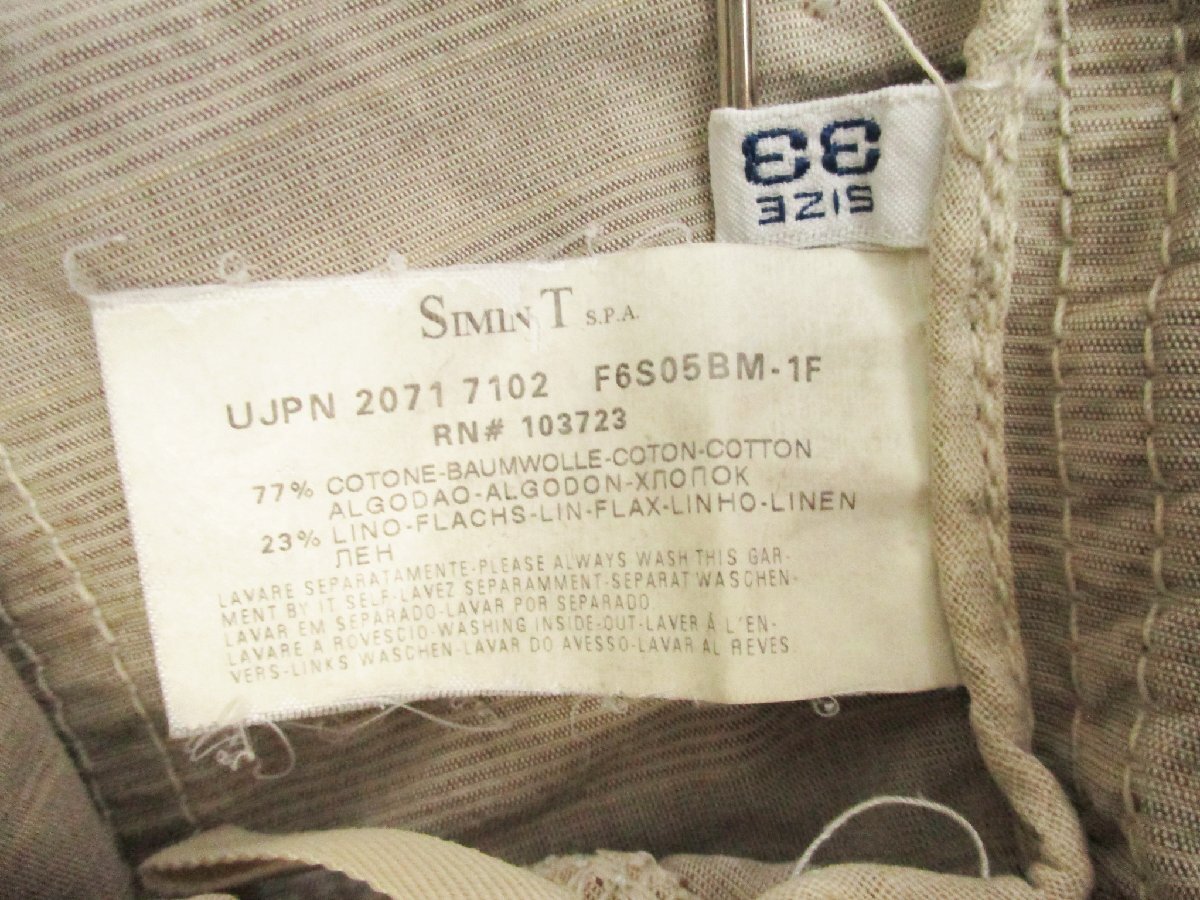 33
SIZE
SIMINT S.P.A.
UJPN 2071 7102 F6S05BM-1F
RN# 103723
77% COTONE-BAUMWOLLE-COTON-COTTON
ALGODAO-ALGODON-ХЛОПОК
23% LINO-FLACHS-LIN-FLAX-LINHO-LINEN
ЛЕН
LAVARE SEPARATAMENTE-PLEASE ALWAYS WASH THIS GAR-
MENT BY IT SELF-LAVEZ SEPARAMMENT-SEPARAT WASCHEN-
LAVAR EM SEPARADO-LAVAR POR SEPARADO
LAVARE A ROVESCIO-WASHING INSIDE-OUT-LAVER À L'EN-
VERS-LINKS WASCHEN-LAVAR DO AVESSO-LAVAR AL REVES